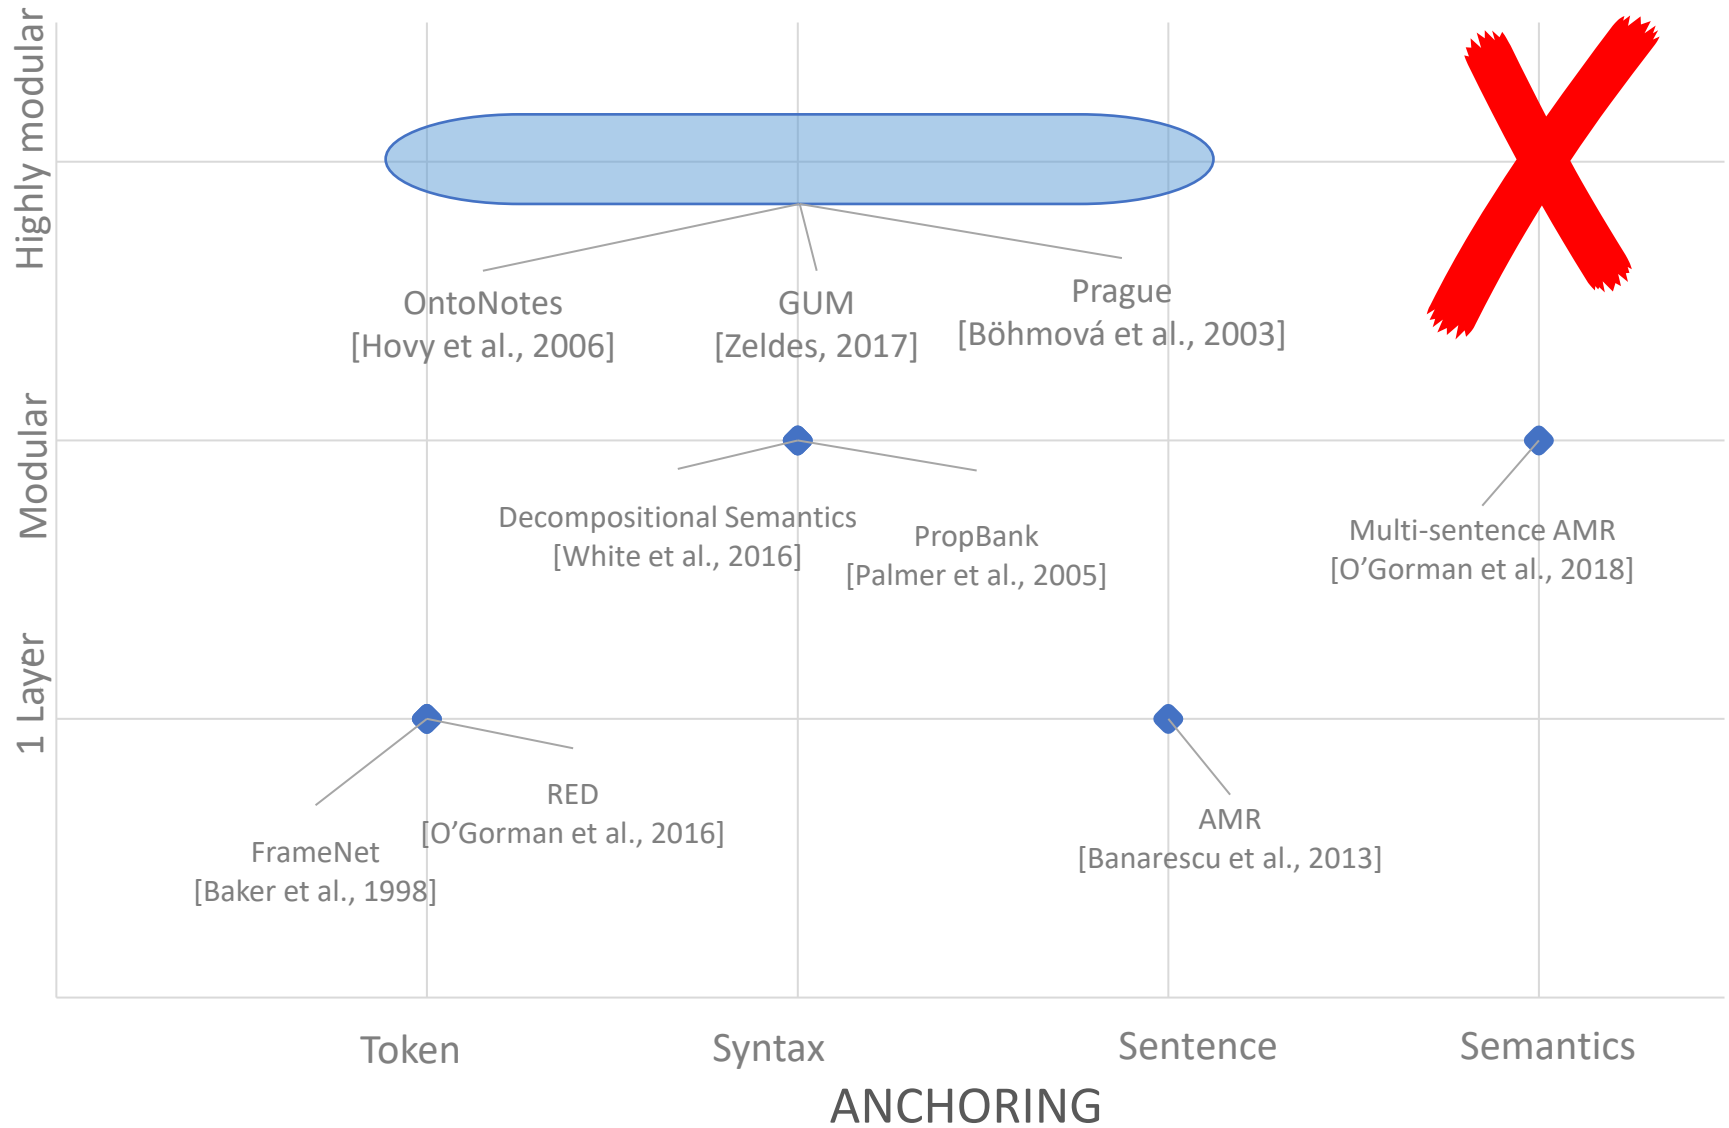 Highly modular
OntoNotes
[Hovy et al., 2006]
GUM
[Zeldes, 2017]
Prague
[Böhmová et al., 2003]
Modular
Decompositional Semantics
[White et al., 2016]
PropBank
[Palmer et al., 2005]
Multi-sentence AMR
[O’Gorman et al., 2018]
1 Layer
FrameNet
[Baker et al., 1998]
RED
[O’Gorman et al., 2016]
AMR
[Banarescu et al., 2013]
Token
Syntax
Sentence
Semantics
ANCHORING